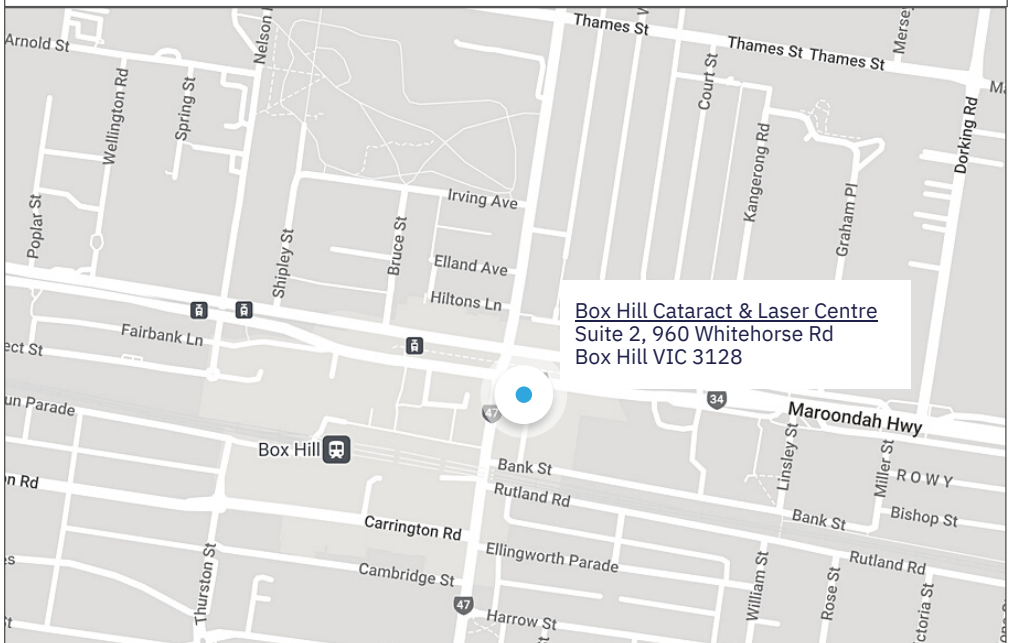 Thames St
Thames St
Thames St
Arnold St
Nelson
Mersey
Court St
Wellington Rd
Spring St
Dorking Rd
Kangerong Rd
Irving Ave
Graham Pl
Poplar St
Bruce St
Shipley St
Elland Ave
Hiltons Ln
Box Hill Cataract & Laser Centre
Suite 2, 960 Whitehorse Rd
Box Hill VIC 3128
Fairbank Ln
ect St
34
47
un Parade
Maroondah Hwy
Box Hill
Linsley St
Miller St
Bank St
R O W Y
on Rd
Rutland Rd
Bank St
Bishop St
Carrington Rd
Ellingworth Parade
Rutland Rd
Cambridge St
Thurston St
William St
Rose St
ctoria St
47
Harrow St